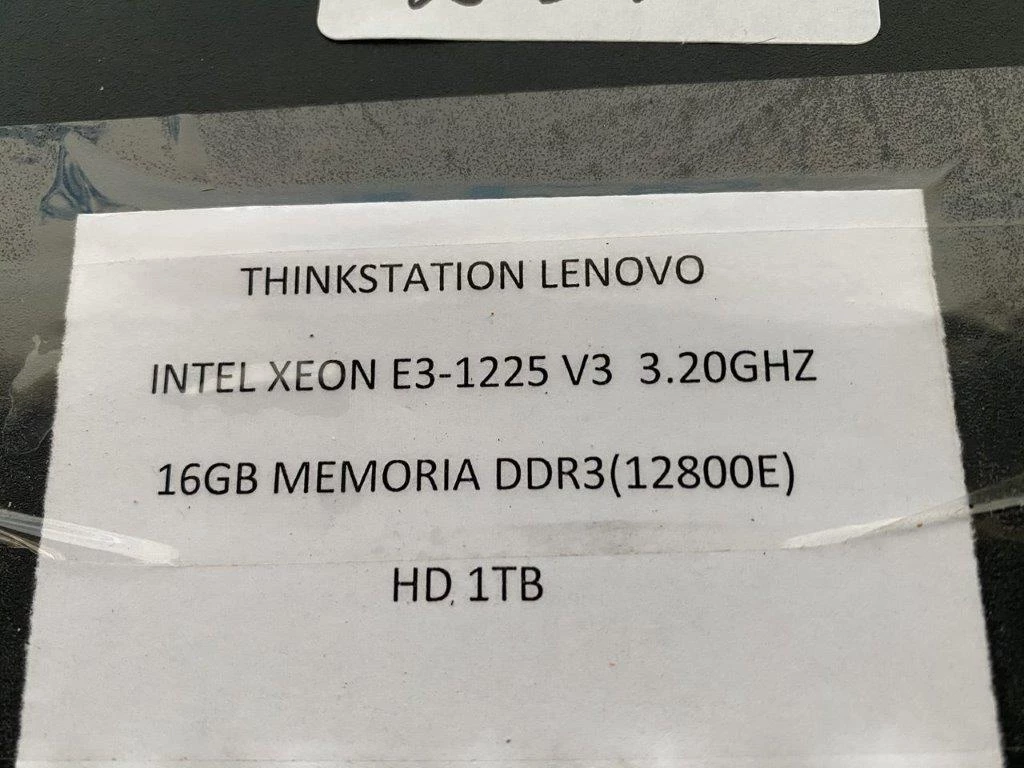 THINKSTATION LENOVO
INTEL XEON E3-1225 V3 3.20GHZ
16GB MEMORIA DDR3(12800E)
HD 1TB